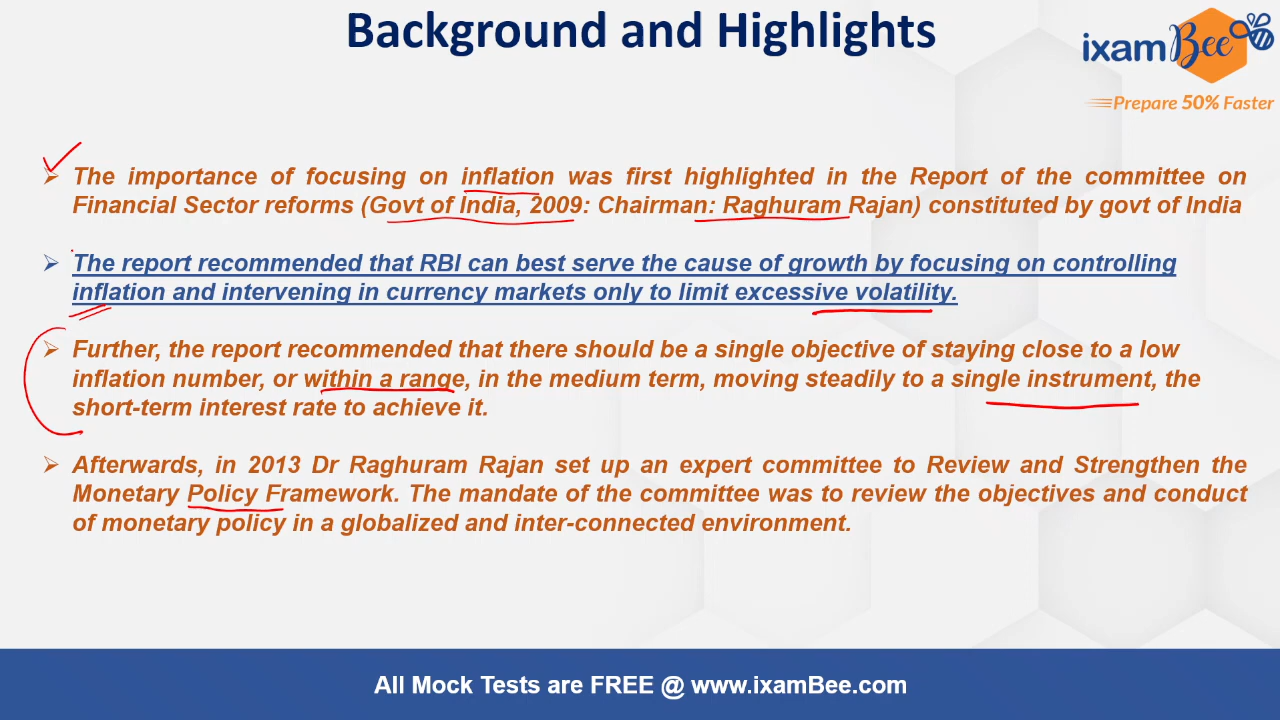 Background and Highlights
ixamBee
Prepare 50% Faster
The importance of focusing on inflation was first highlighted in the Report of the committee on
Financial Sector reforms (Govt of India, 2009: Chairman: Raghuram Rajan) constituted by govt of India
The report recommended that RBI can best serve the cause of growth by focusing on controlling
inflation and intervening in currency markets only to limit excessive volatility.
Further, the report recommended that there should be a single objective of staying close to a low
inflation number, or within a range, in the medium term, moving steadily to a single instrument, the
short-term interest rate to achieve it.
Afterwards, in 2013 Dr Raghuram Rajan set up an expert committee to Review and Strengthen the
Monetary Policy Framework. The mandate of the committee was to review the objectives and conduct
of monetary policy in a globalized and inter-connected environment.
All Mock Tests are FREE @ www.ixamBee.com